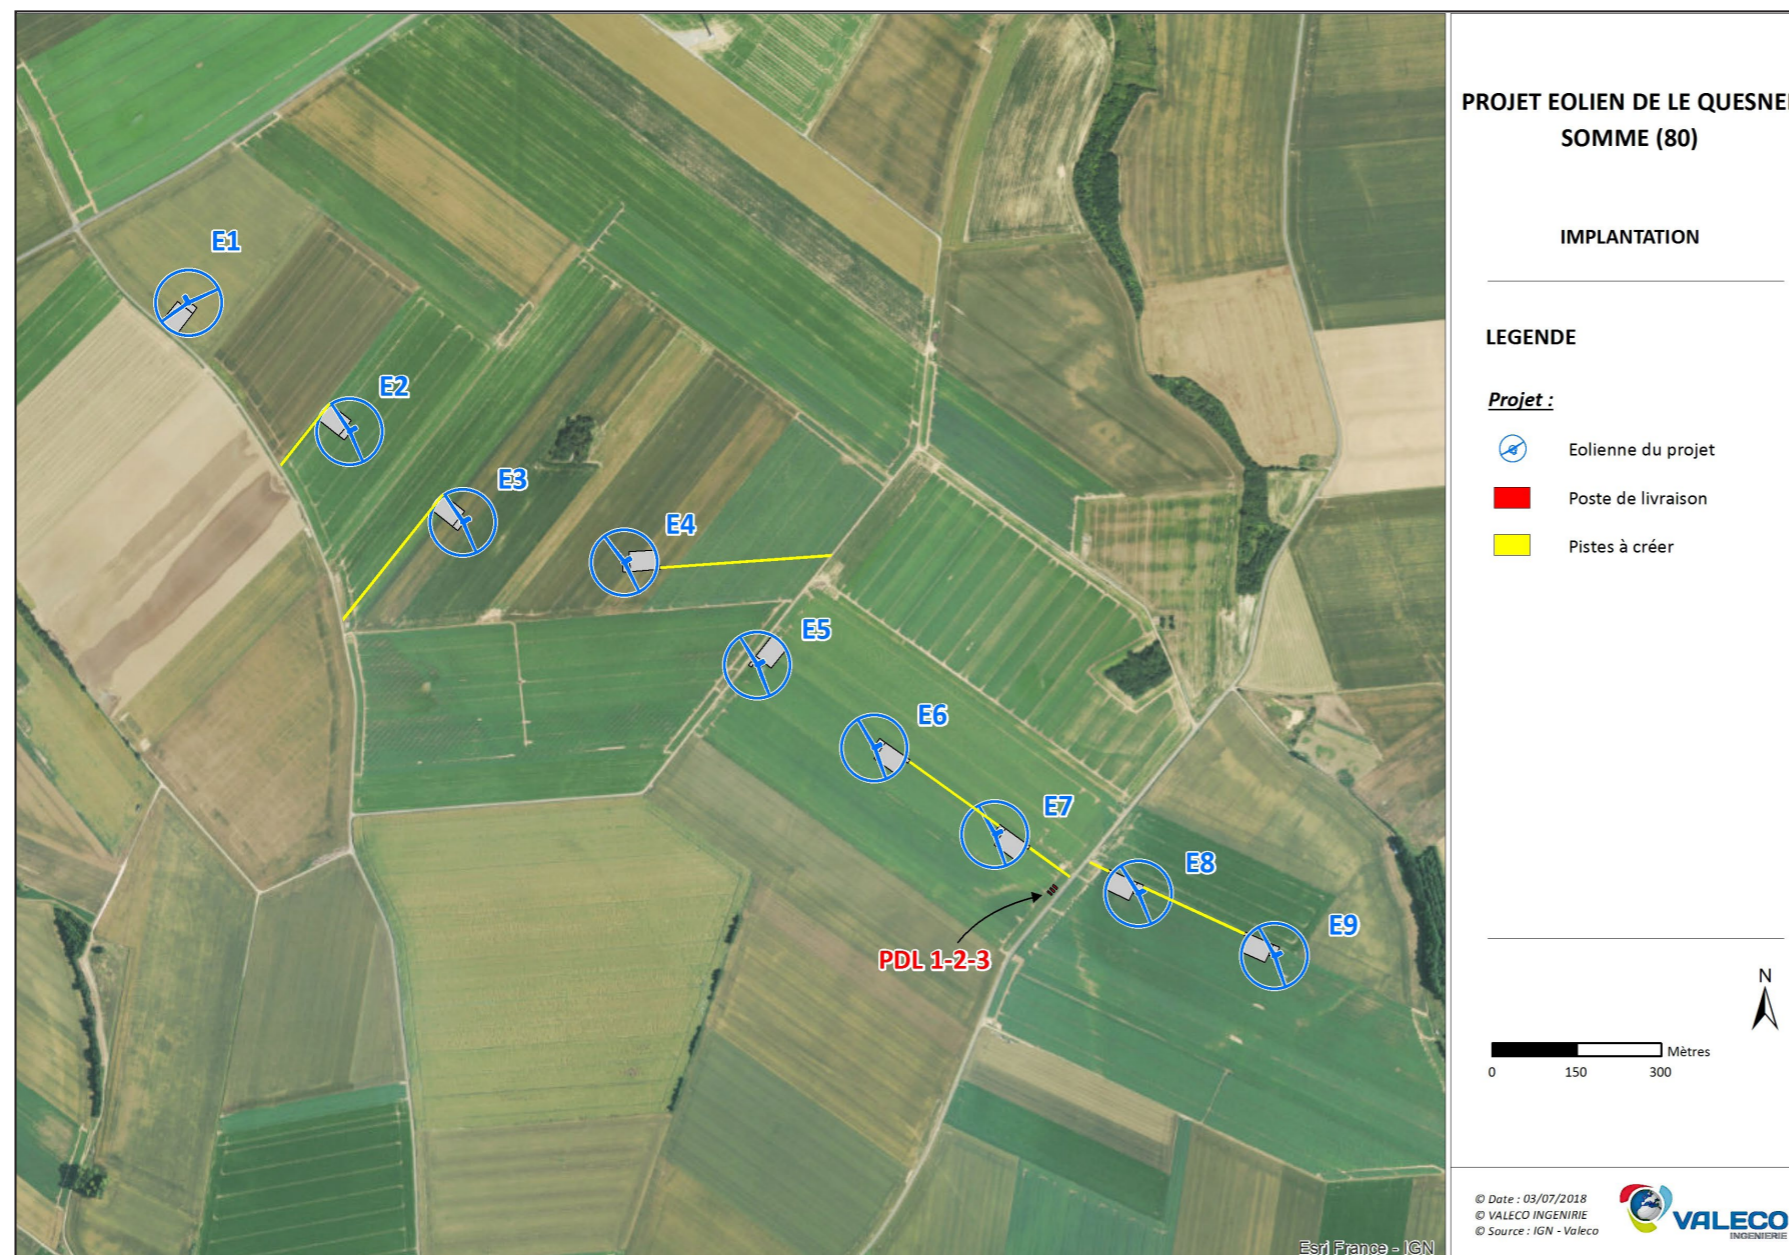 PROJET EOLIEN DE LE QUESNEL
SOMME (80)
IMPLANTATION
LEGENDE
Projet :
Eolienne du projet
Poste de livraison
Pistes à créer
E1
E2
E3
E4
E5
E6
E7
E8
E9
PDL 1-2-3
N
Mètres
0 150 300
© Date : 03/07/2018
© VALECO INGENIRIE
© Source : IGN - Valeco
VALECO
INGENIERIE
Esri France - IGN